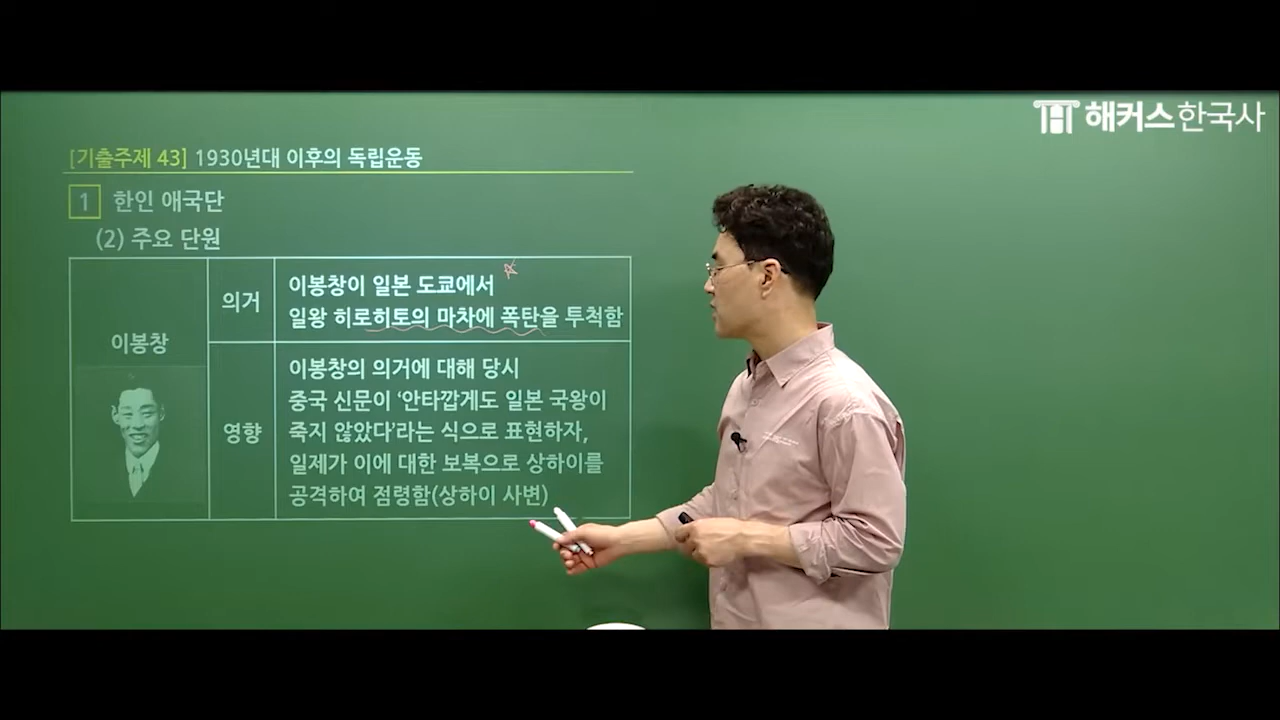 해커스한국사
[기출주제 43] 1930년대 이후의 독립운동
1 한인 애국단
(2) 주요 단원
이봉창
의거
이봉창이 일본 도쿄에서
일왕 히로히토의 마차에 폭탄을 투척함
영향
이봉창의 의거에 대해 당시
중국 신문이 ‘안타깝게도 일본 국왕이
죽지 않았다’라는 식으로 표현하자,
일제가 이에 대한 보복으로 상하이를
공격하여 점령함(상하이 사변)